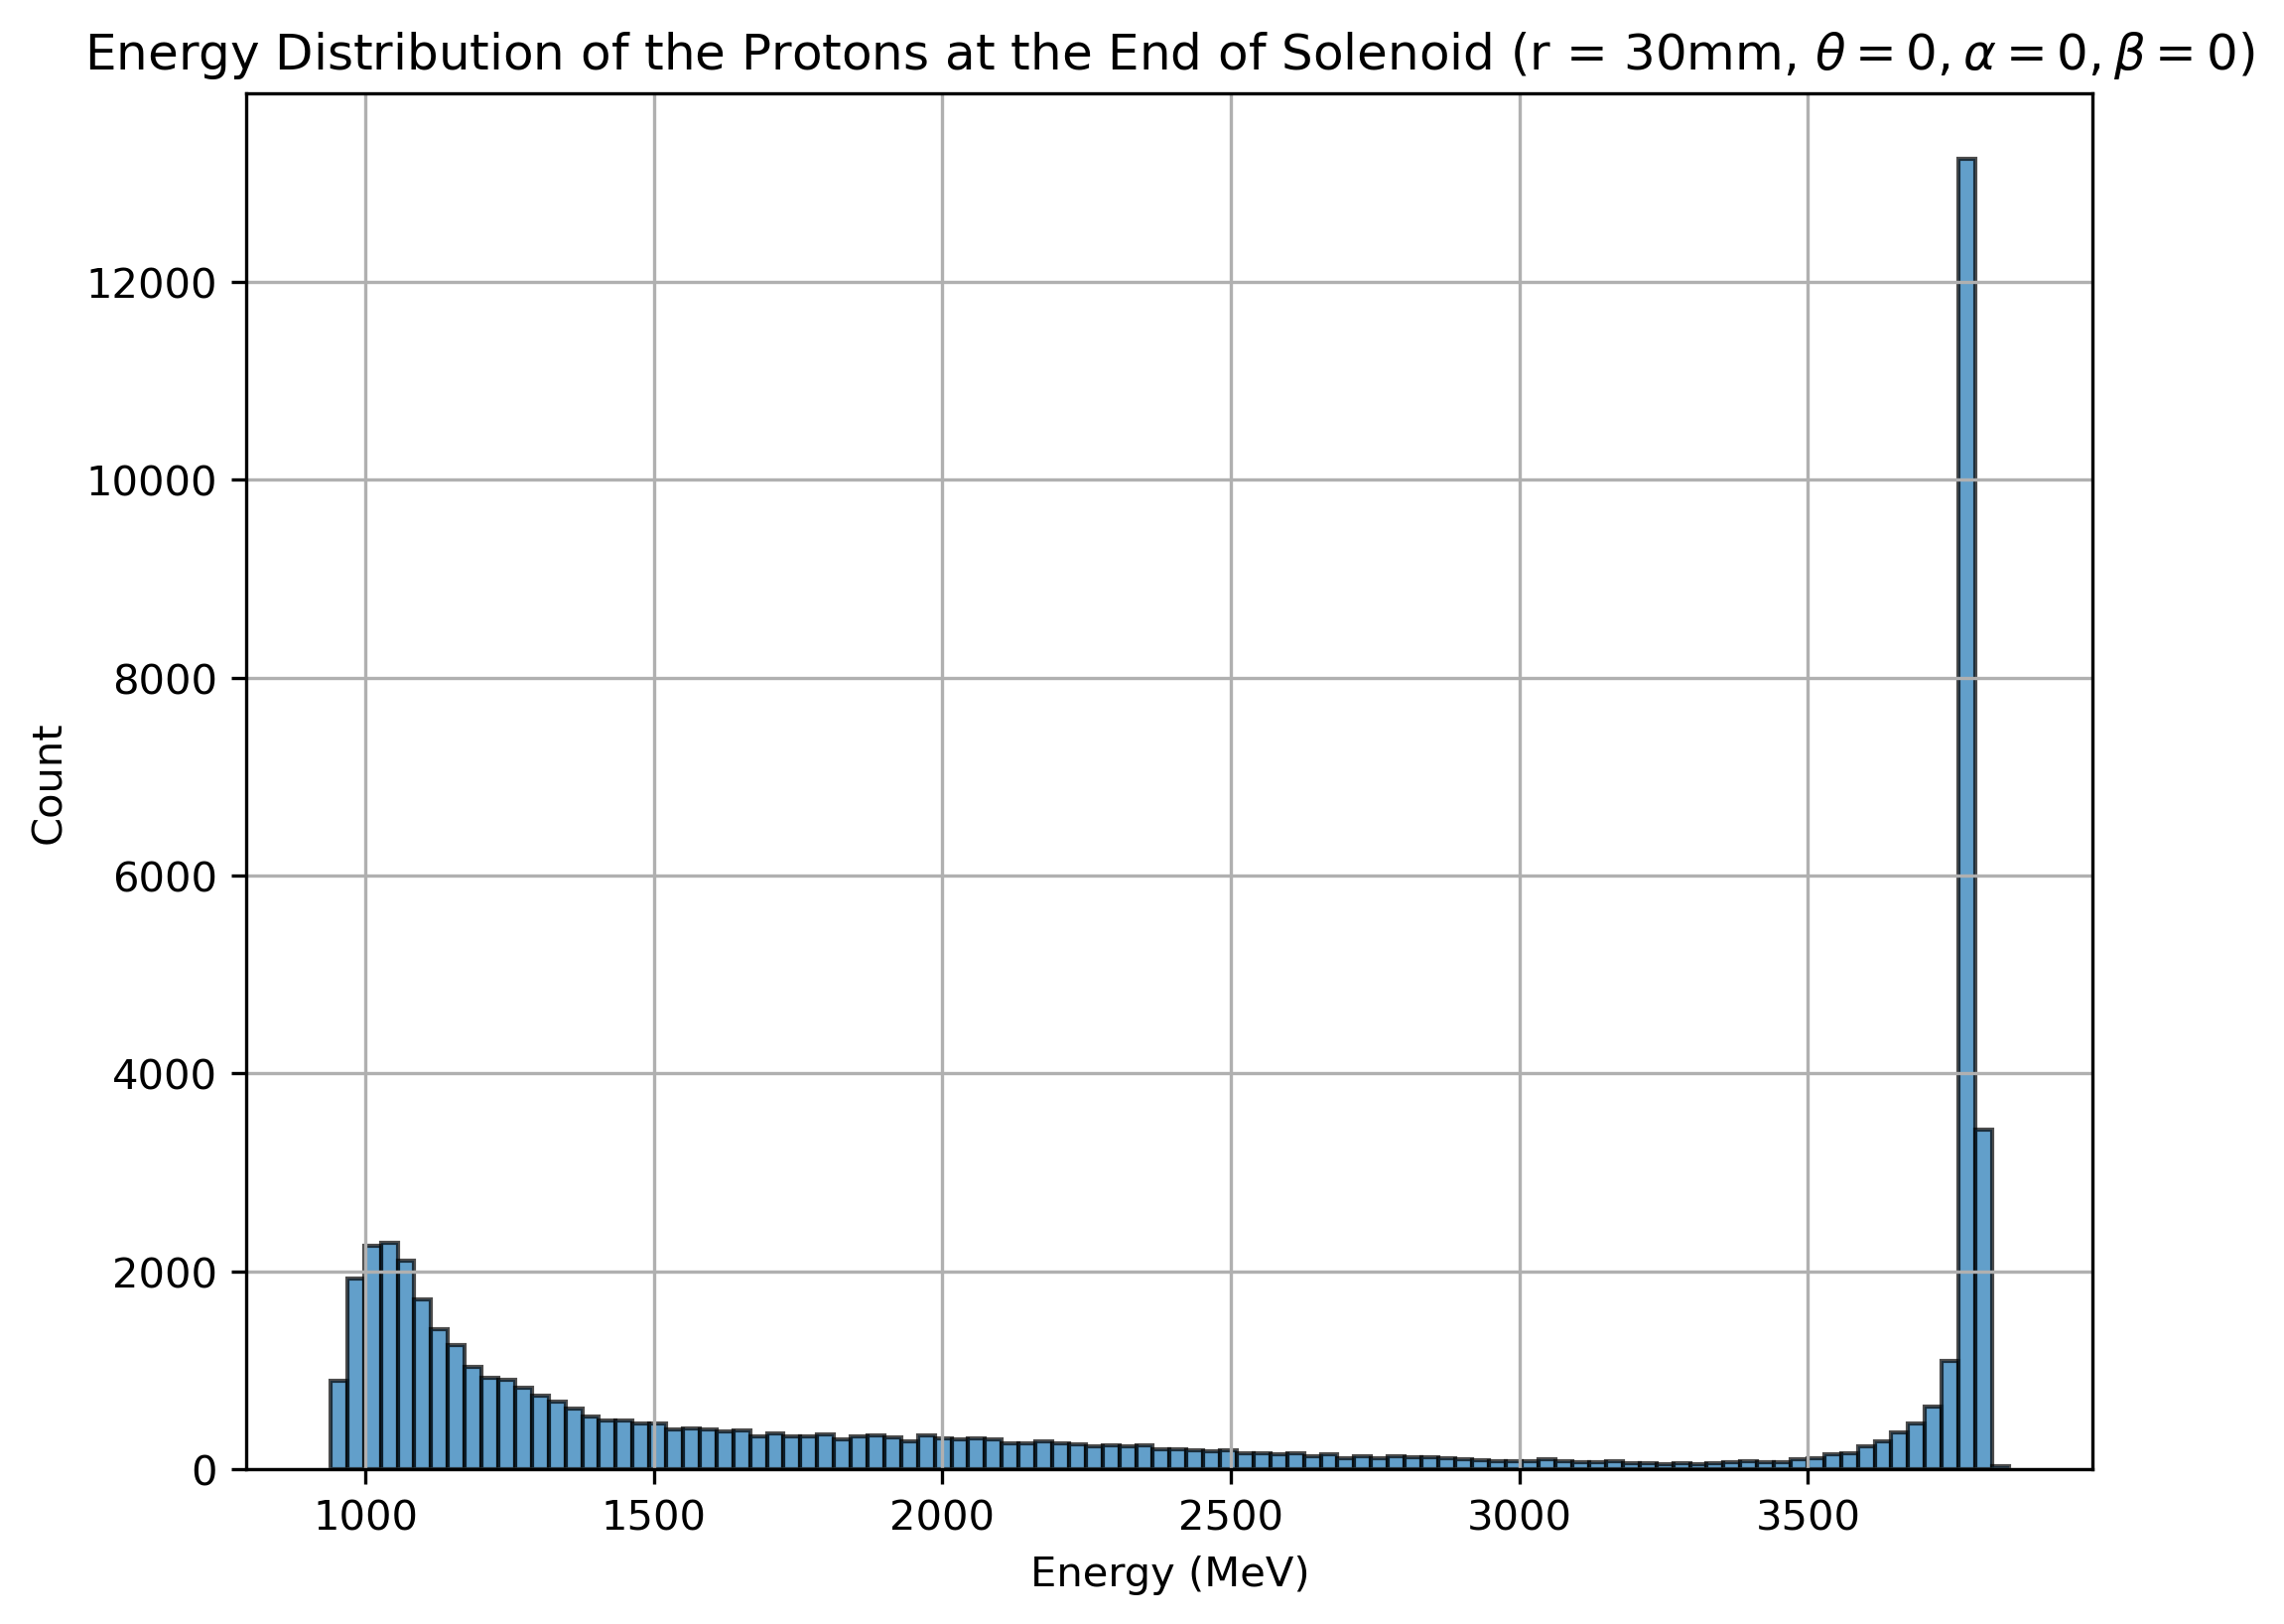 Energy Distribution of the Protons at the End of Solenoid (r = 30mm, θ = 0, α = 0, β = 0)
12000
10000
8000
6000
4000
2000
0
Count
1000 1500 2000 2500 3000 3500
Energy (MeV)